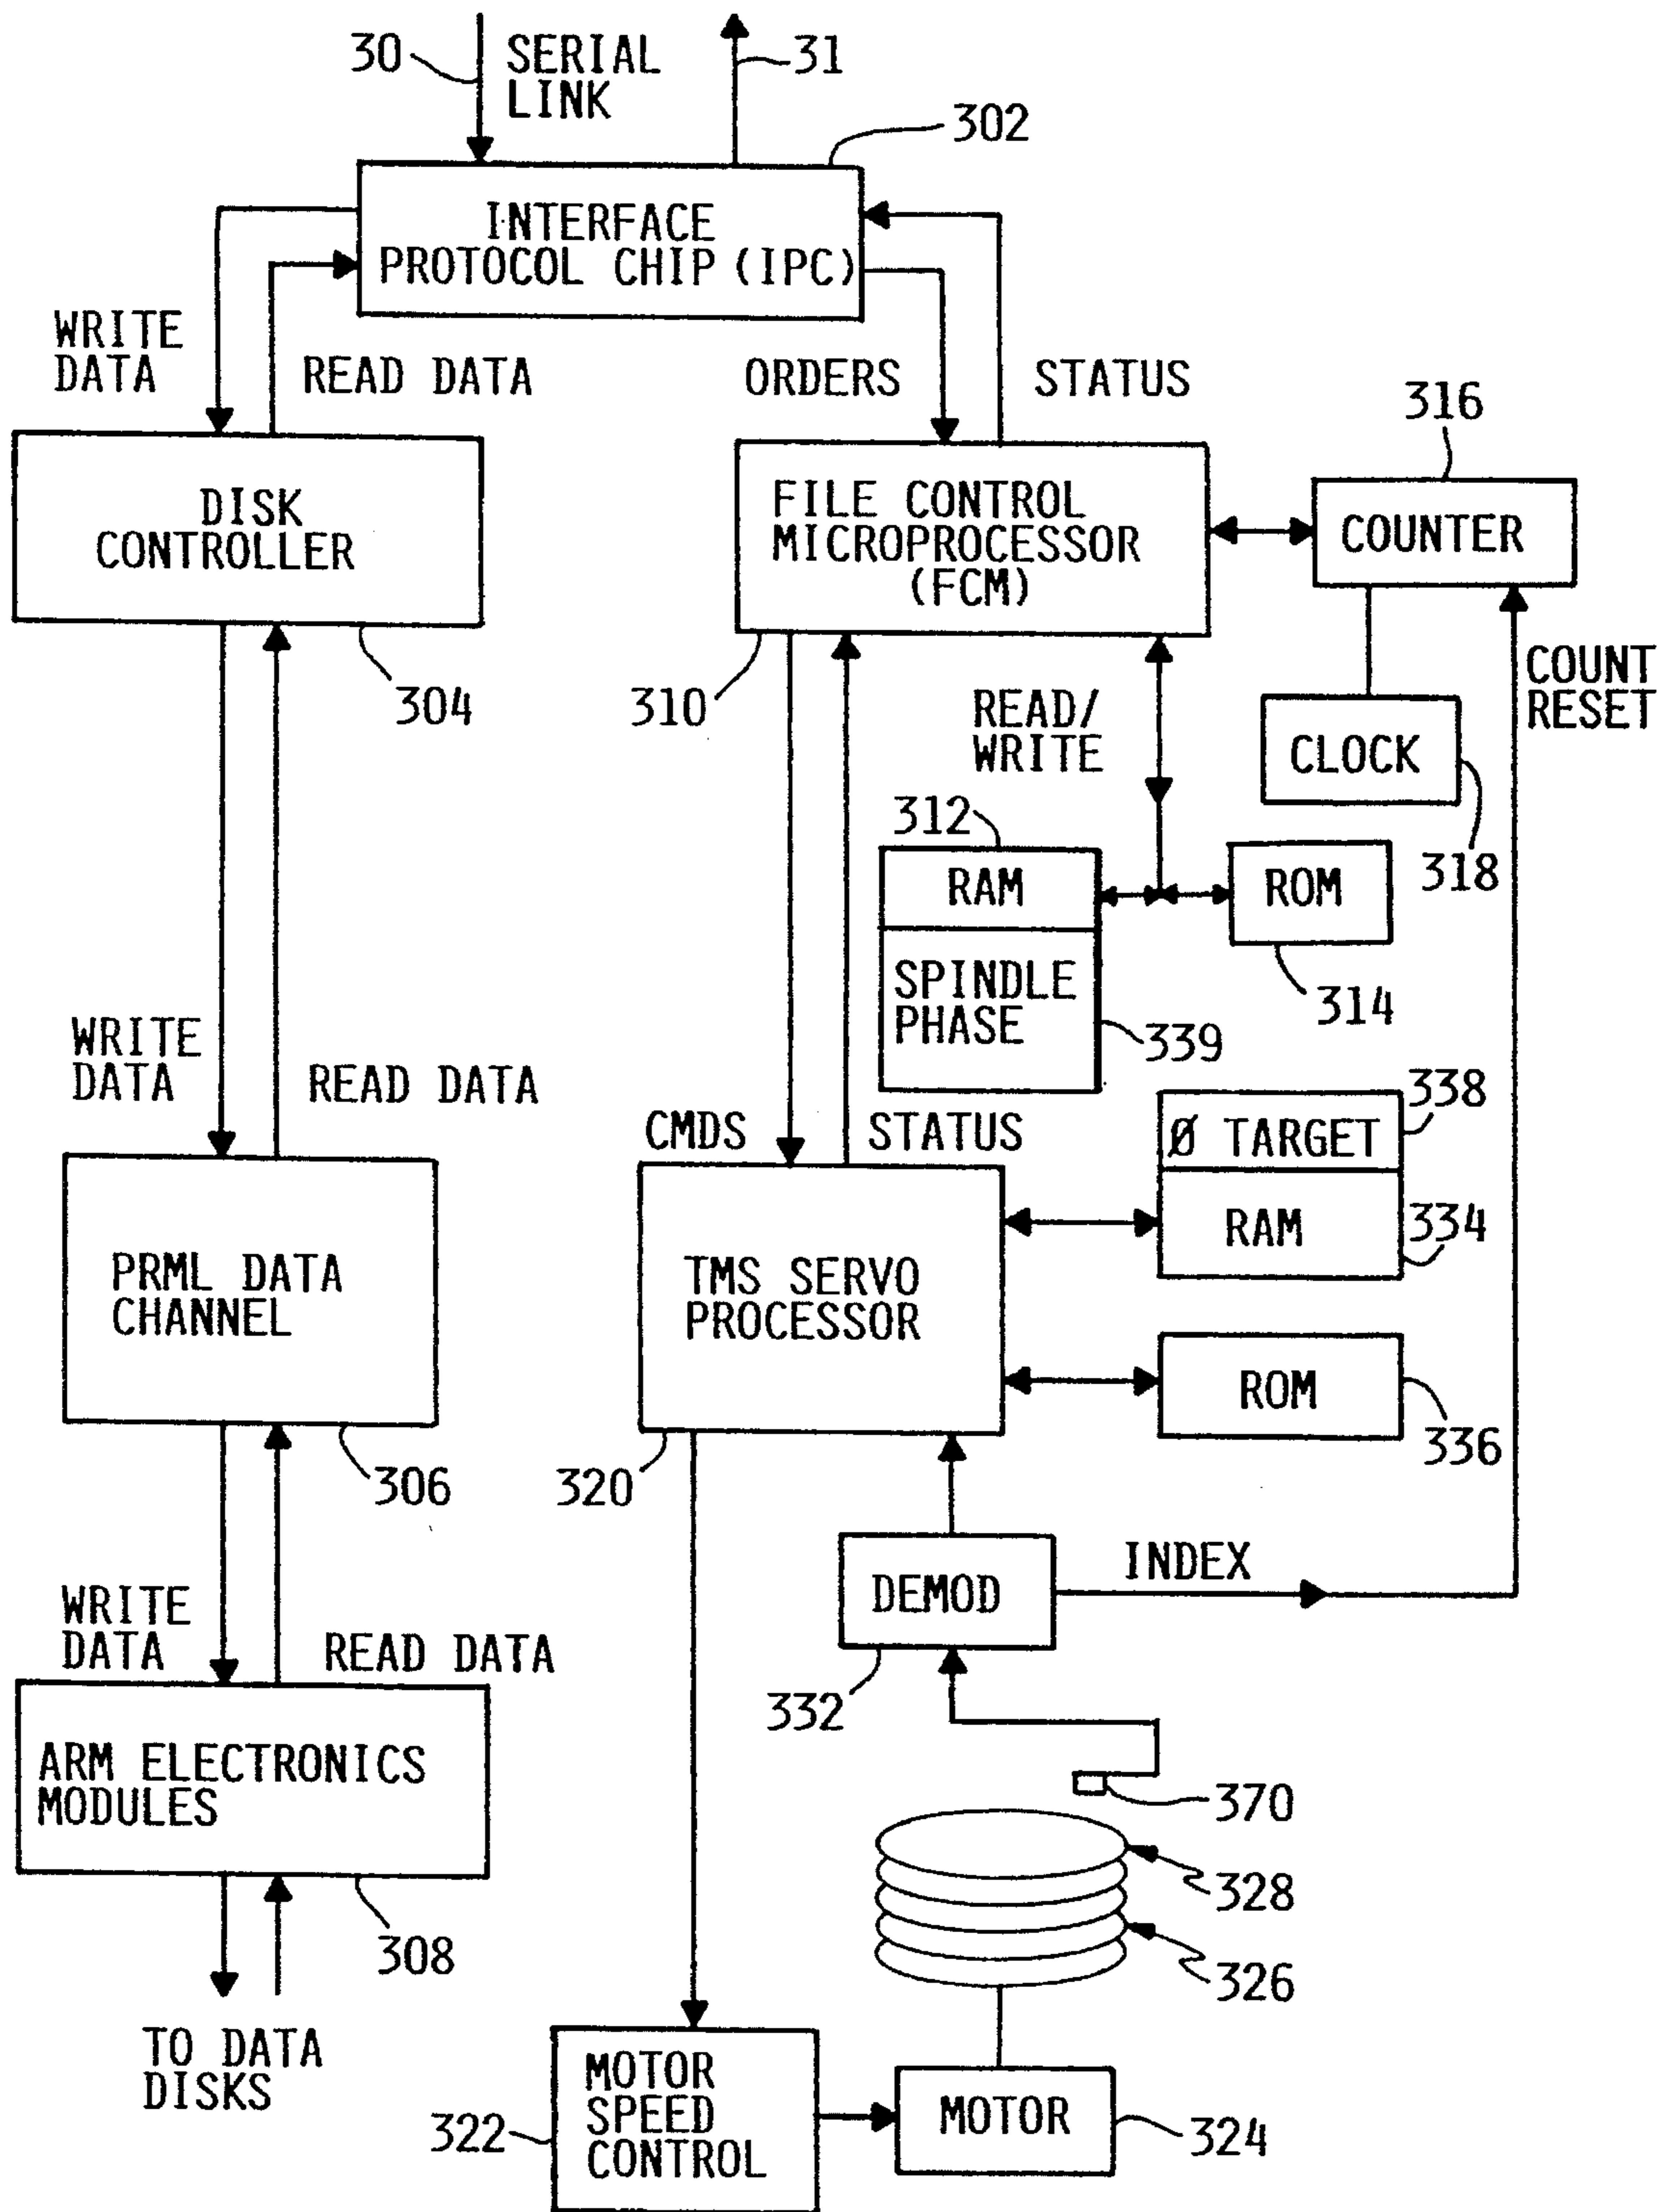 30
SERIAL
LINK
31
302
INTERFACE
PROTOCOL CHIP (IPC)
WRITE
DATA
READ DATA
ORDERS
STATUS
316
DISK
CONTROLLER
FILE CONTROL
MICROPROCESSOR
(FCM)
COUNTER
304
310
READ/
WRITE
COUNT
RESET
CLOCK
312
318
RAM
ROM
SPINDLE
PHASE
314
339
WRITE
DATA
READ DATA
CMDS
STATUS
338
Ø TARGET
334
RAM
PRML DATA
CHANNEL
TMS SERVO
PROCESSOR
ROM
336
306
320
INDEX
DEMOD
WRITE
DATA
READ DATA
332
ARM ELECTRONICS
MODULES
370
328
308
326
TO DATA
DISKS
MOTOR
SPEED
CONTROL
322
MOTOR
324